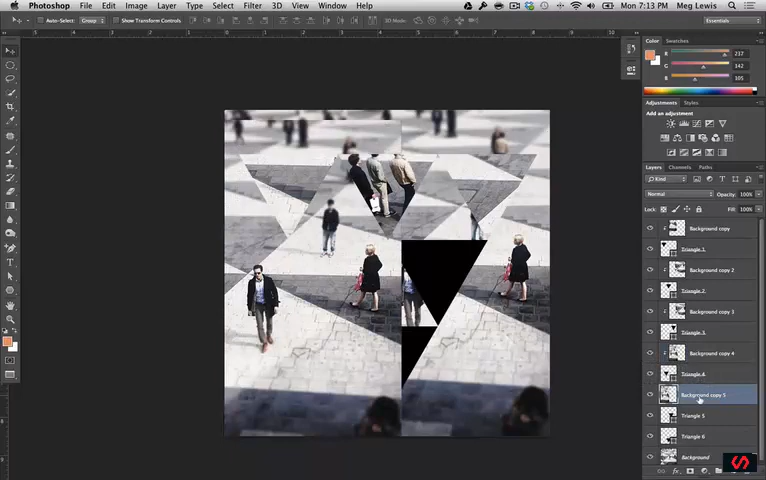 Photoshop File Edit Image Layer Type Select Filter 3D View Window Help Mon 7:13 PM Meg Lewis
Auto-Select: Group Show Transform Controls 3D Mode: Essentials
Color Swatches
R 237
G 142
B 105
Adjustments Styles
Add an adjustment
Layers Channels Paths
Kind
Normal Opacity: 100%
Lock: Fill: 100%
Background copy
Triangle 1
Background copy 2
Triangle 2
Background copy 3
Triangle 3
Background copy 4
Triangle 4
Background copy 5
Triangle 5
Triangle 6
Background